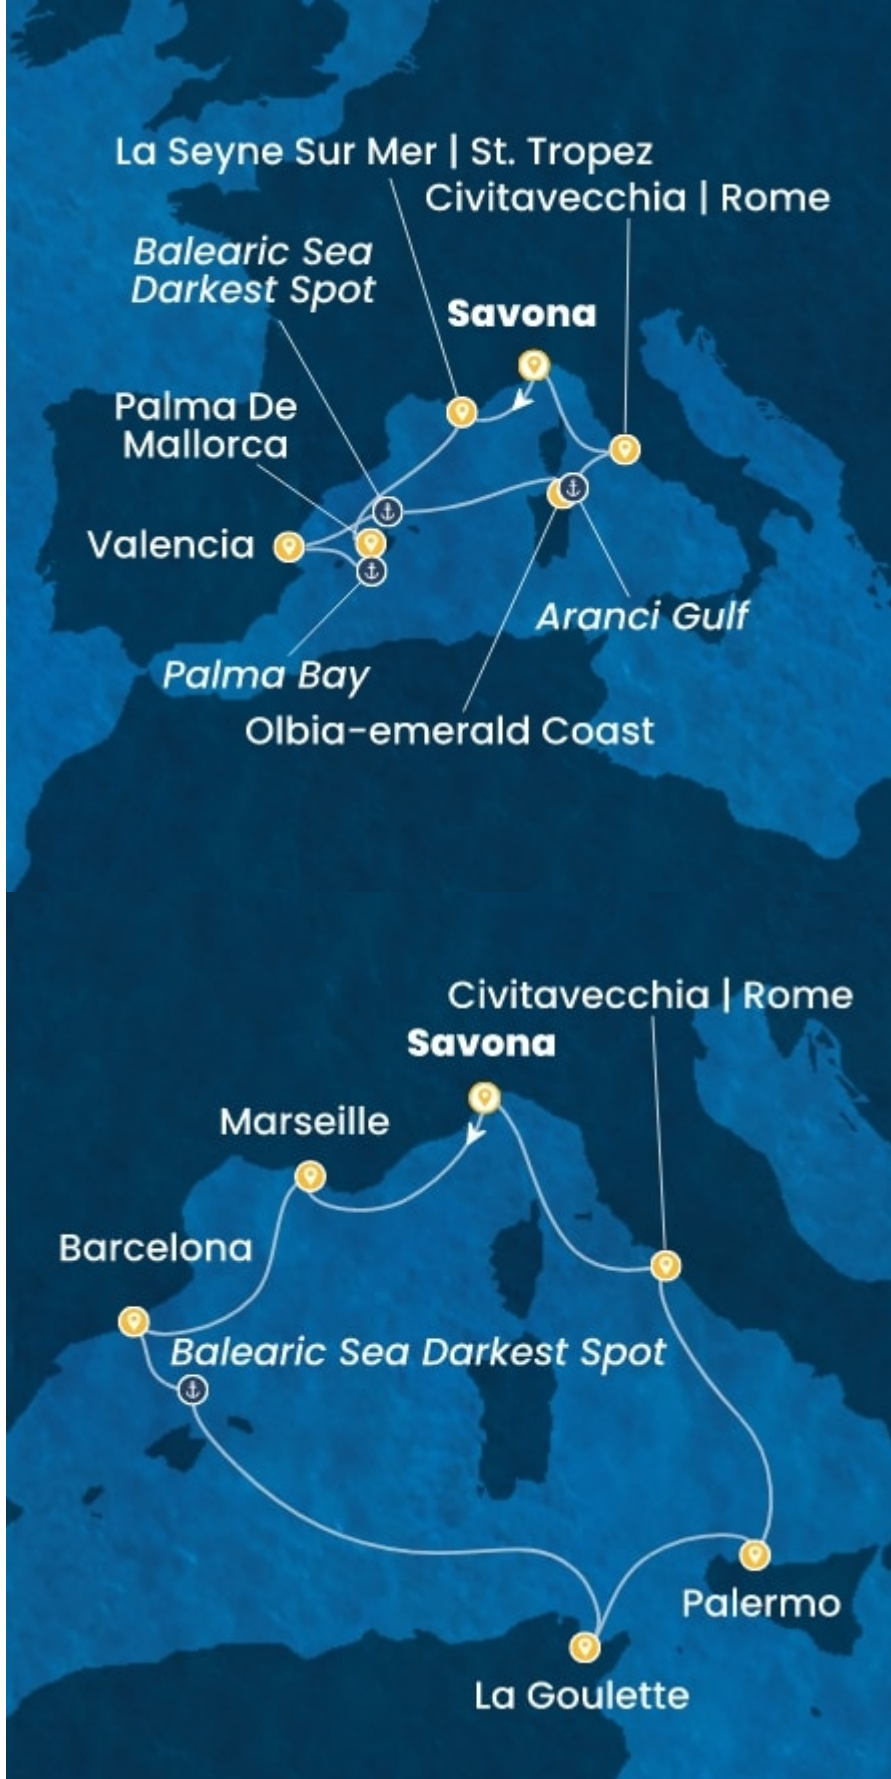 La Seyne Sur Mer | St. Tropez
Civitavecchia | Rome
Balearic Sea
Darkest Spot
Savona
Palma De
Mallorca
Valencia
Aranci Gulf
Palma Bay
Olbia-emerald Coast
Civitavecchia | Rome
Savona
Marseille
Barcelona
Balearic Sea Darkest Spot
Palermo
La Goulette